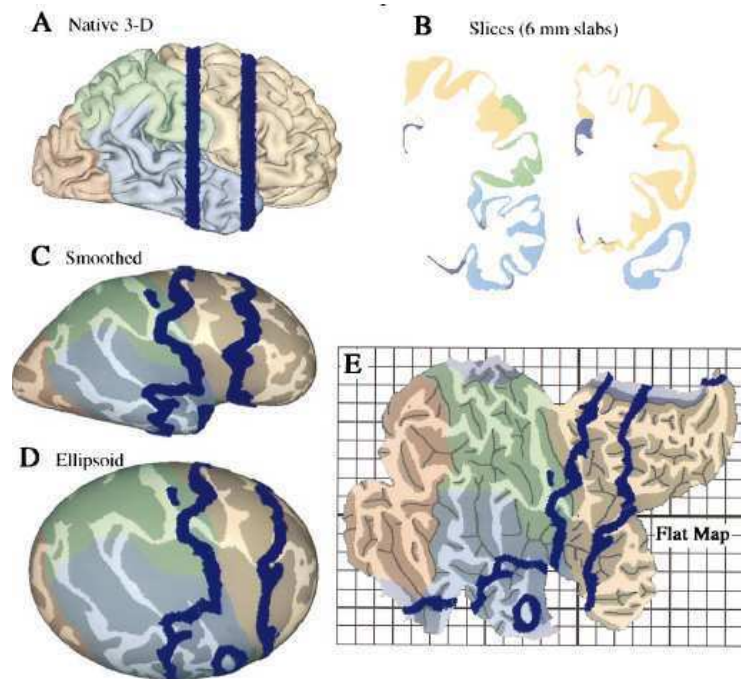 A Native 3-D
B Slices (6 mm slabs)
C Smoothed
E
D Ellipsoid
Flat Map